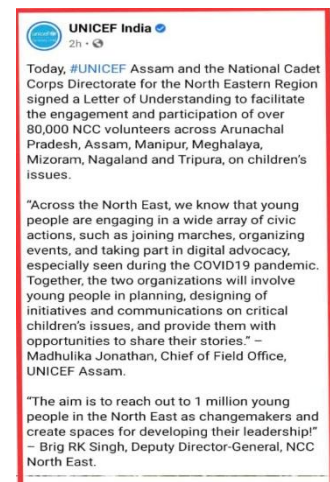 unicef
UNICEF India
2h •
Today, #UNICEF Assam and the National Cadet
Corps Directorate for the North Eastern Region
signed a Letter of Understanding to facilitate
the engagement and participation of over
80,000 NCC volunteers across Arunachal
Pradesh, Assam, Manipur, Meghalaya,
Mizoram, Nagaland and Tripura, on children's
issues.
"Across the North East, we know that young
people are engaging in a wide array of civic
actions, such as joining marches, organizing
events, and taking part in digital advocacy,
especially seen during the COVID19 pandemic.
Together, the two organizations will involve
young people in planning, designing of
initiatives and communications on critical
children's issues, and provide them with
opportunities to share their stories." –
Madhulika Jonathan, Chief of Field Office,
UNICEF Assam.
"The aim is to reach out to 1 million young
people in the North East as changemakers and
create spaces for developing their leadership!"
– Brig RK Singh, Deputy Director-General, NCC
North East.